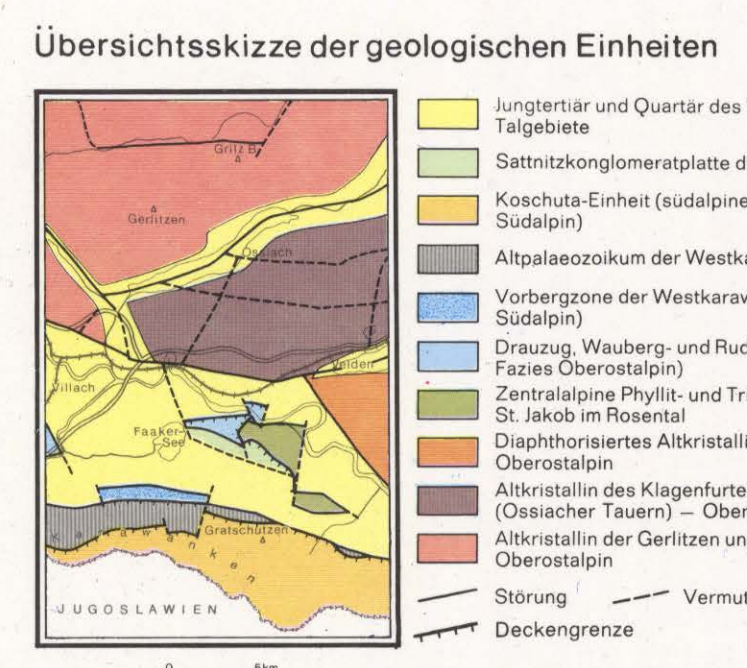 Übersichtsskizze der geologischen Einheiten
Grilz B.
Gerlitzen
Ossiach
Velden
Villach
Faaker-
See
Karawanken
Gratschützen
JUGOSLAWIEN
0 5km
Jungtertiär und Quartär des
Talgebiete
Sattnitzkonglomeratplatte d
Koschuta-Einheit (südalpine
Südalpin)
Altpalaeozoikum der Westka
Vorbergzone der Westkaraw
Südalpin)
Drauzug, Wauberg- und Rud
Fazies Oberostalpin)
Zentralalpine Phyllit- und Tri
St. Jakob im Rosental
Diaphthorisiertes Altkristalli
Oberostalpin
Altkristallin des Klagenfurte
(Ossiacher Tauern) – Ober
Altkristallin der Gerlitzen un
Oberostalpin
Störung
Vermut
Deckengrenze